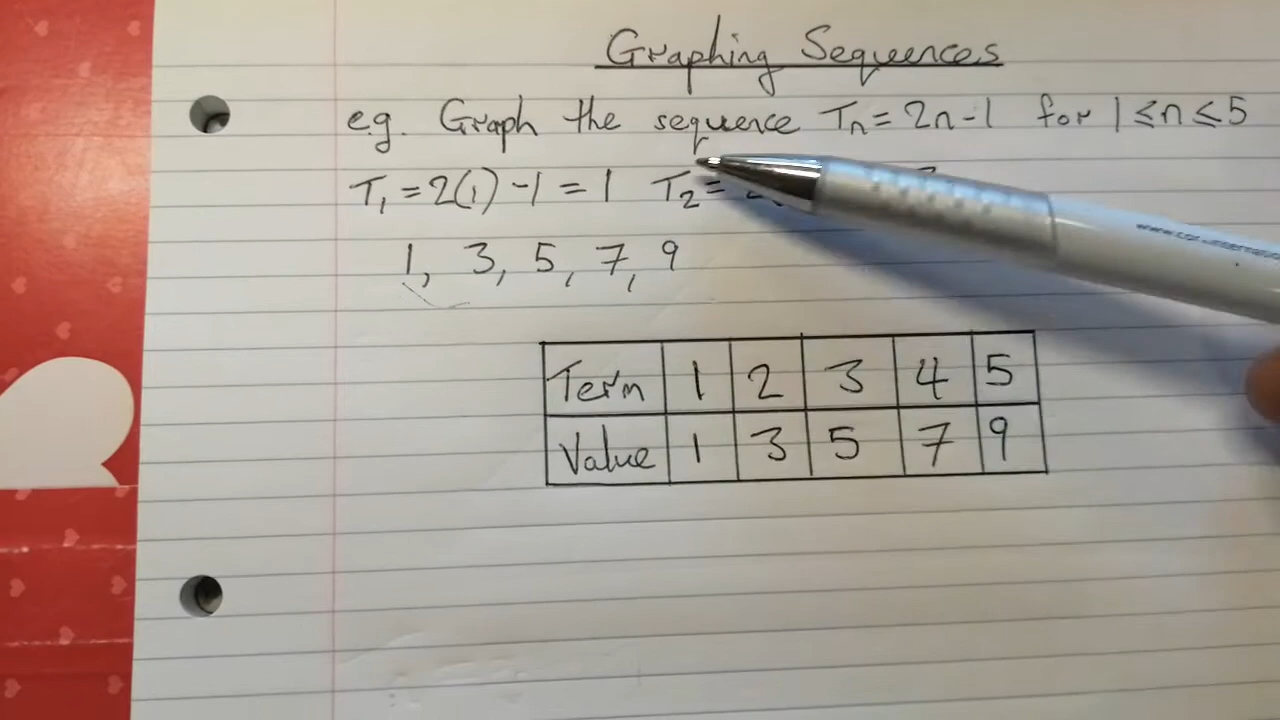 Graphing Sequences
e.g. Graph the sequence Tn = 2n-1 for 1≤n≤5
T1 = 2(1) -1 = 1 T2 =
1, 3, 5, 7, 9
Term 1 2 3 4 5
Value 1 3 5 7 9